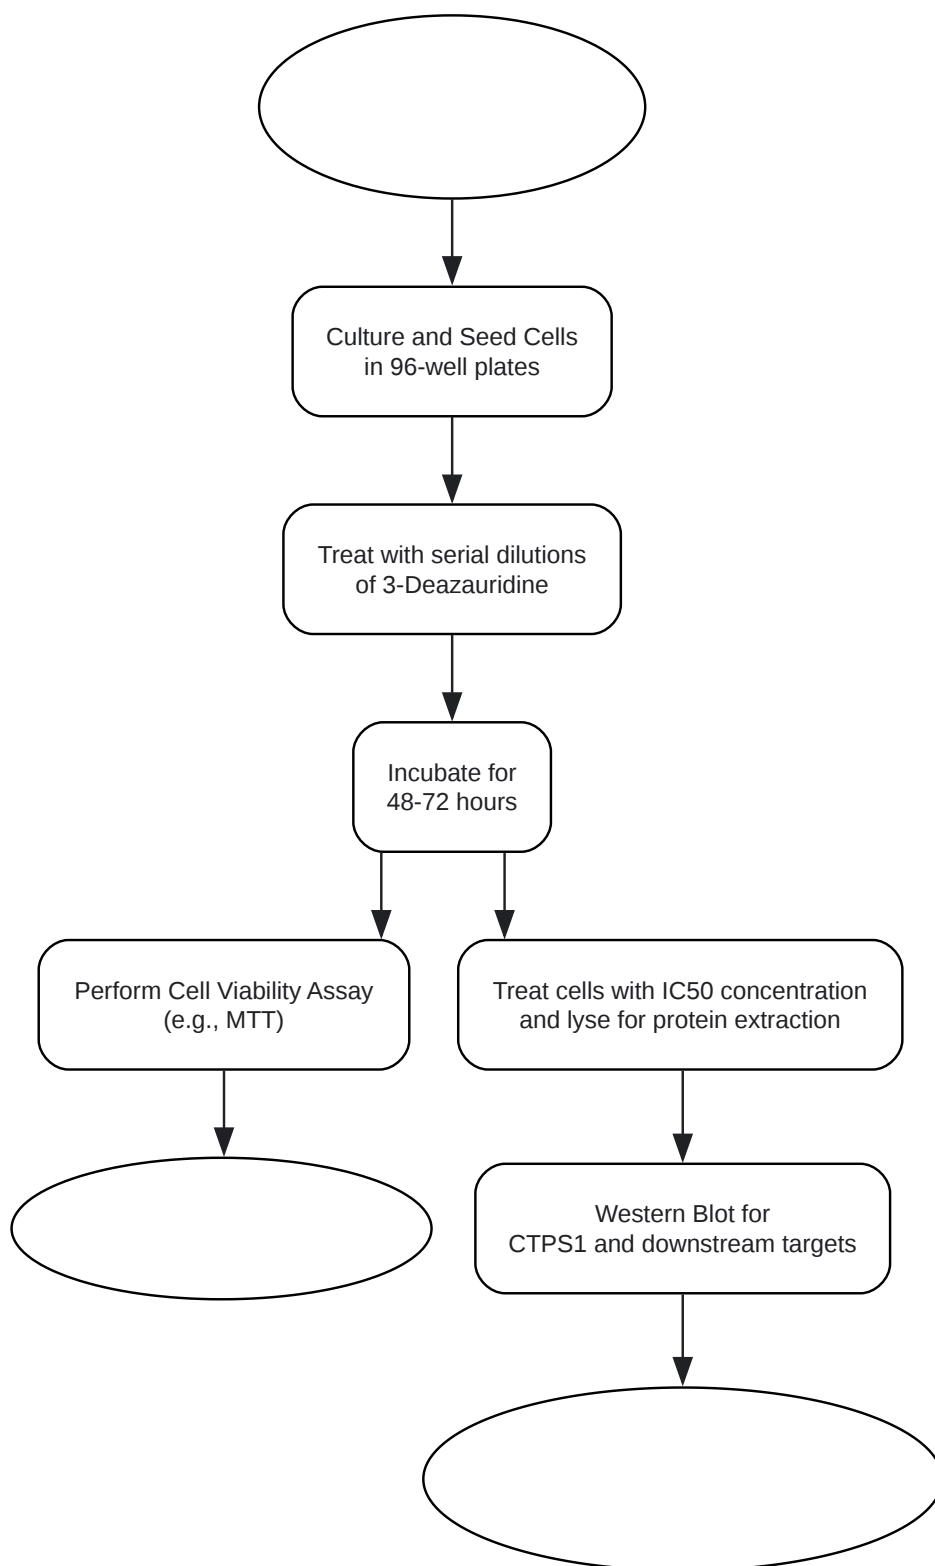 Culture and Seed Cells
in 96-well plates
Treat with serial dilutions
of 3-Deazauridine
Incubate for
48-72 hours
Perform Cell Viability Assay
(e.g., MTT)
Treat cells with IC50 concentration
and lyse for protein extraction
Western Blot for
CTPS1 and downstream targets